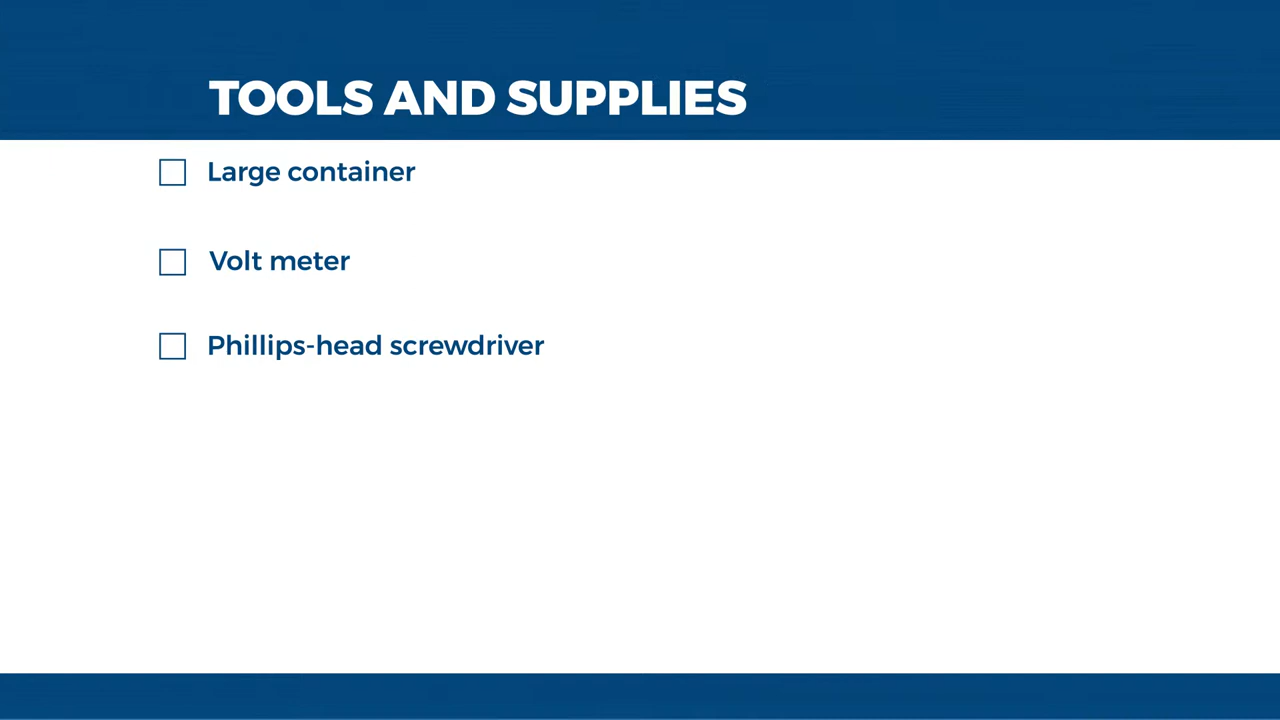 TOOLS AND SUPPLIES
Large container
Volt meter
Phillips-head screwdriver